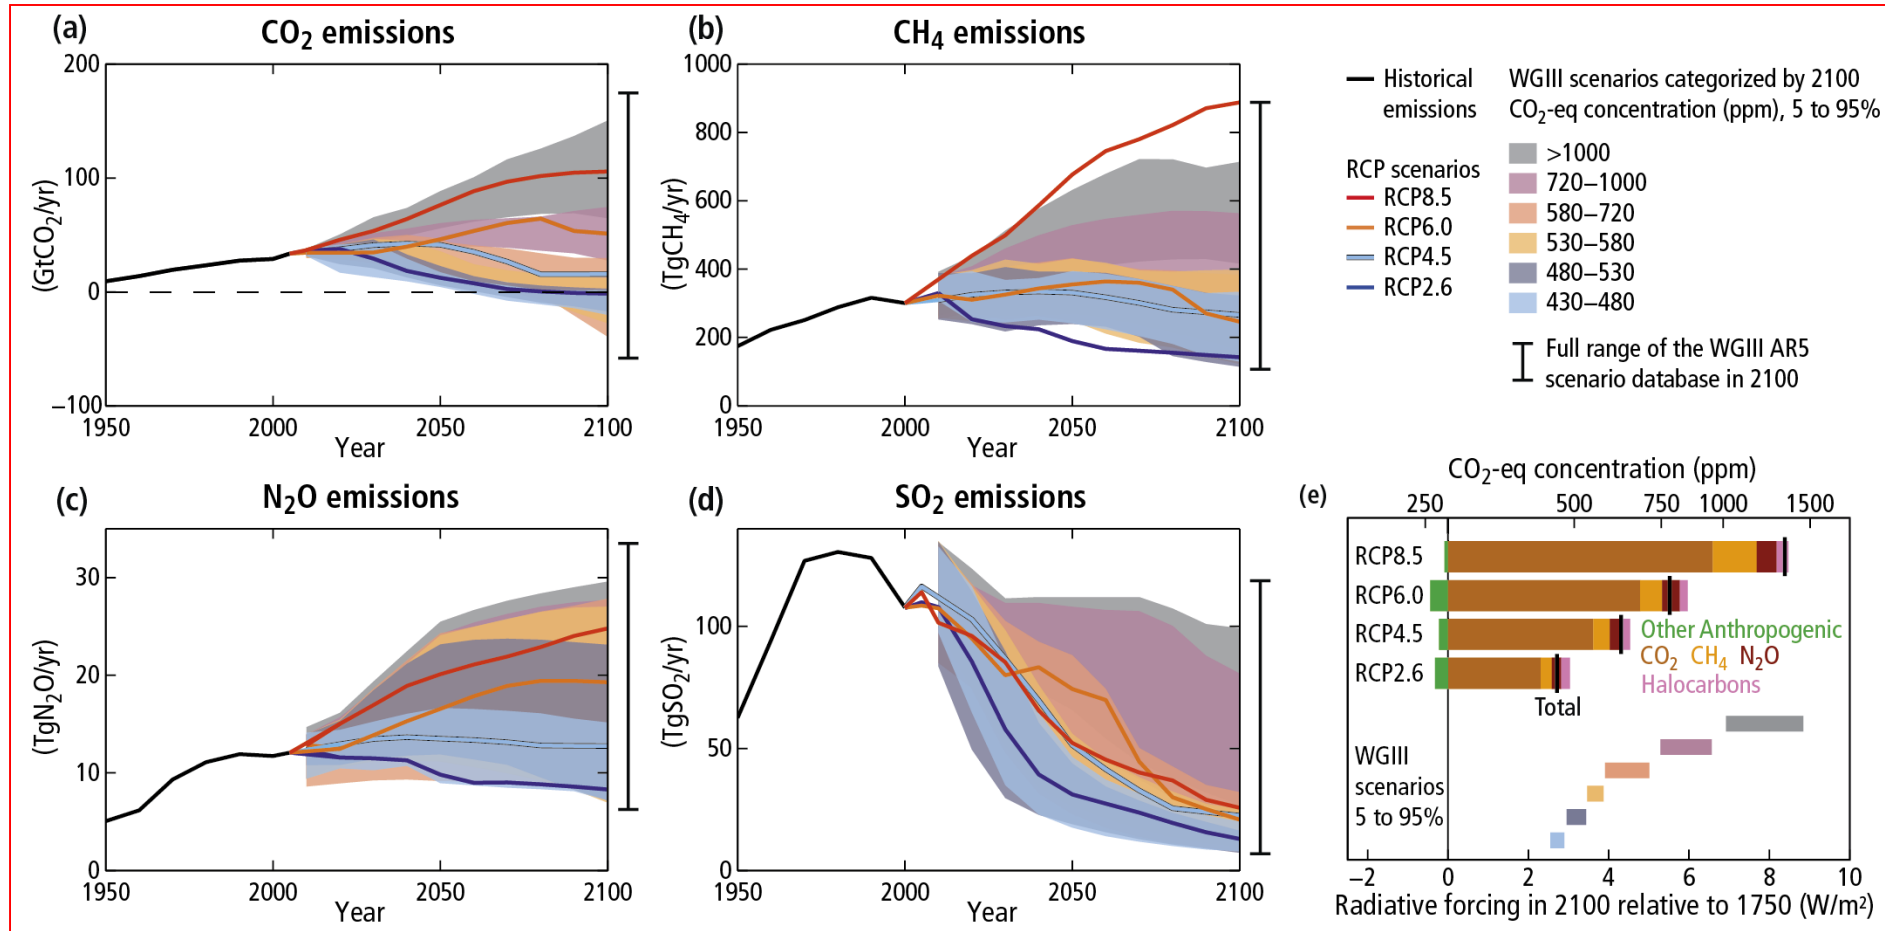 (a)
CO₂ emissions
(GtCO₂/yr)
200
100
0
−100
1950
2000
2050
2100
Year
(b)
CH₄ emissions
(TgCH₄/yr)
1000
800
600
400
200
0
1950
2000
2050
2100
Year
Historical
emissions
RCP scenarios
RCP8.5
RCP6.0
RCP4.5
RCP2.6
WGIII scenarios categorized by 2100
CO₂-eq concentration (ppm), 5 to 95%
>1000
720−1000
580−720
530−580
480−530
430−480
Full range of the WGIII AR5
scenario database in 2100
(c)
N₂O emissions
(TgN₂O/yr)
30
20
10
0
1950
2000
2050
2100
Year
(d)
SO₂ emissions
(TgSO₂/yr)
100
50
0
1950
2000
2050
2100
Year
(e)
CO₂-eq concentration (ppm)
250
500
750
1000
1500
RCP8.5
RCP6.0
RCP4.5
RCP2.6
Other Anthropogenic
CO₂ CH₄ N₂O
Halocarbons
Total
WGIII
scenarios
5 to 95%
−2
0
2
4
6
8
10
Radiative forcing in 2100 relative to 1750 (W/m²)